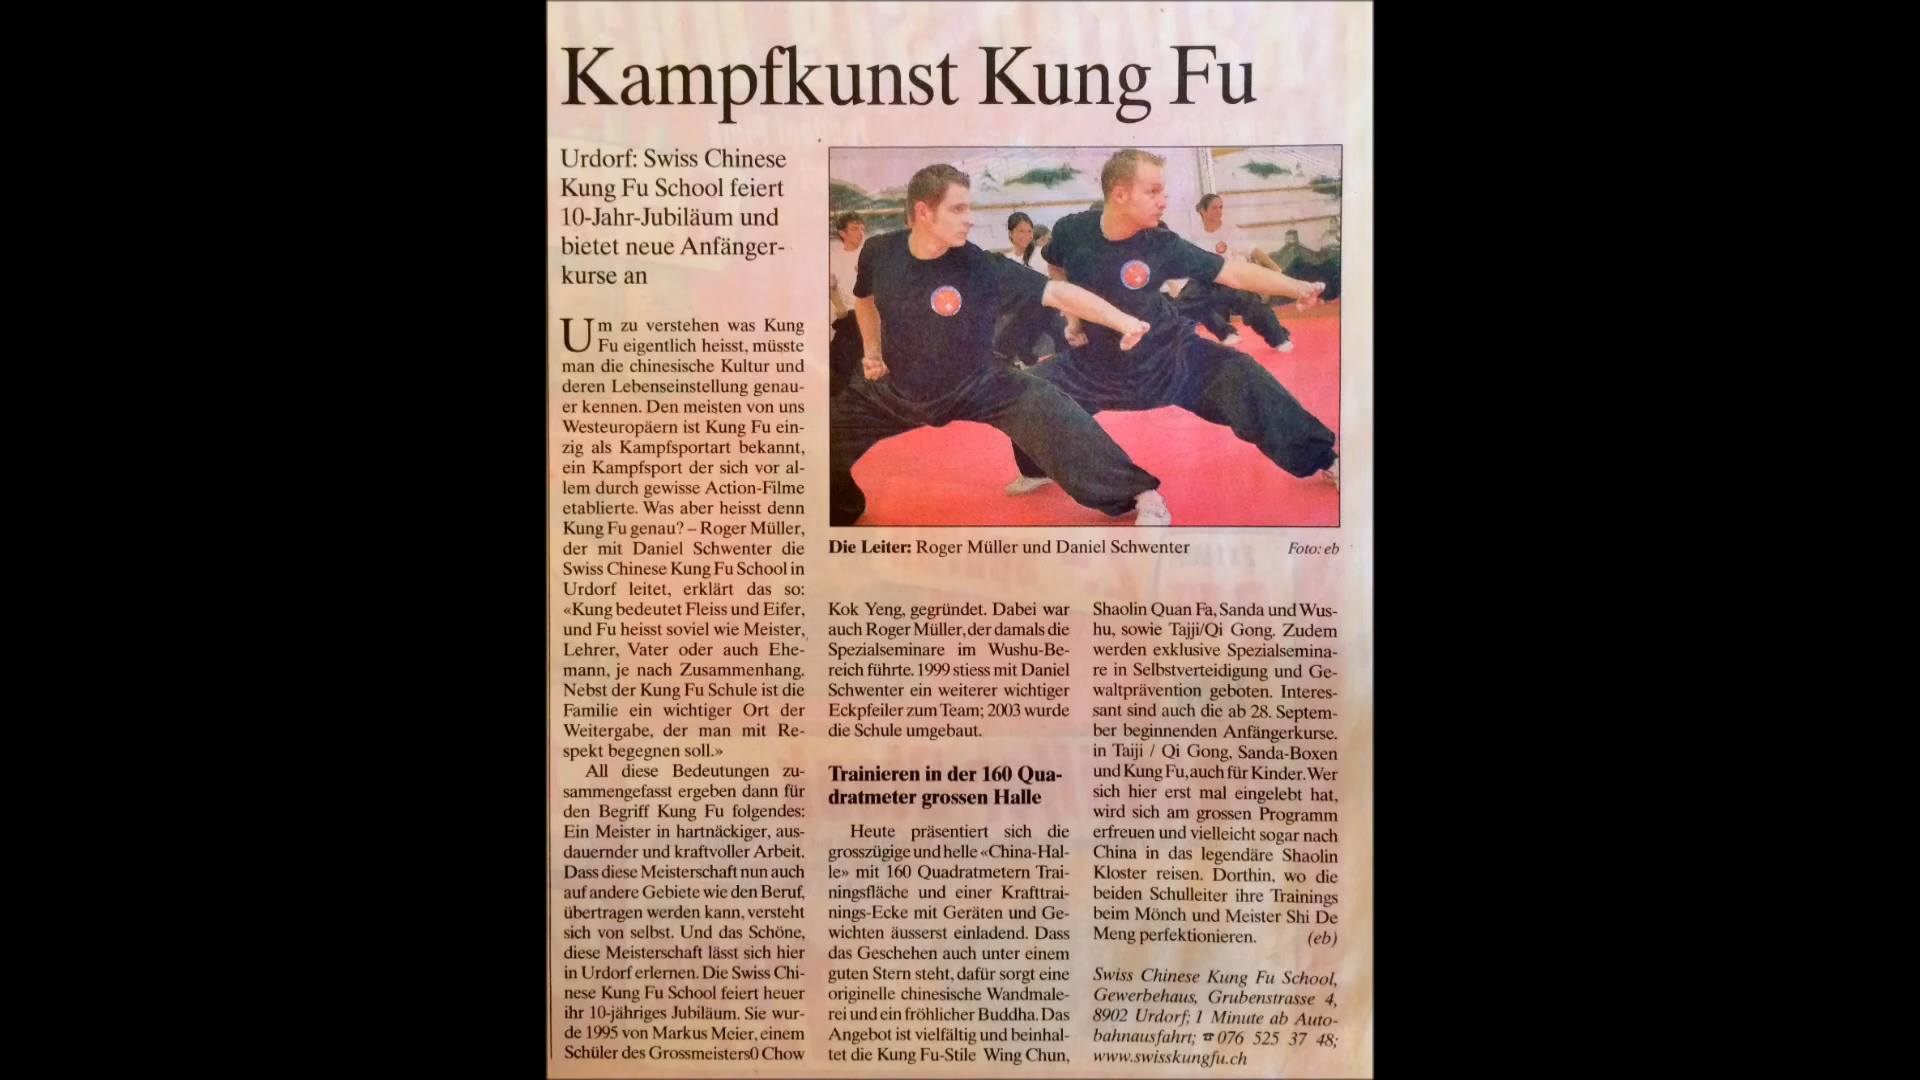 Kampfkunst Kung Fu
Urdorf: Swiss Chinese
Kung Fu School feiert
10-Jahr-Jubiläum und
bietet neue Anfänger-
kurse an
Um zu verstehen was Kung
Fu eigentlich heisst, müsste
man die chinesische Kultur und
deren Lebenseinstellung genau-
er kennen. Den meisten von uns
Westeuropäern ist Kung Fu ein-
zig als Kampfsportart bekannt,
ein Kampfsport der sich vor al-
lem durch gewisse Action-Filme
etablierte. Was aber heisst denn
Kung Fu genau? – Roger Müller,
der mit Daniel Schwenter die
Swiss Chinese Kung Fu School in
Urdorf leitet, erklärt das so:
«Kung bedeutet Fleiss und Eifer,
und Fu heisst soviel wie Meister,
Lehrer, Vater oder auch Ehe-
mann, je nach Zusammenhang.
Nebst der Kung Fu Schule ist die
Familie ein wichtiger Ort der
Weitergabe, der man mit Re-
spekt begegnen soll.»
All diese Bedeutungen zu-
sammengefasst ergeben dann für
den Begriff Kung Fu folgendes:
Ein Meister in hartnäckiger, aus-
dauernder und kraftvoller Arbeit.
Dass diese Meisterschaft nun auch
auf andere Gebiete wie den Beruf,
übertragen werden kann, versteht
sich von selbst. Und das Schöne,
diese Meisterschaft lässt sich hier
in Urdorf erlernen. Die Swiss Chi-
nese Kung Fu School feiert heuer
ihr 10-jähriges Jubiläum. Sie wur-
de 1995 von Markus Meier, einem
Schüler des Grossmeisters0 Chow
Die Leiter: Roger Müller und Daniel Schwenter
Foto: eb
Kok Yeng, gegründet. Dabei war
auch Roger Müller, der damals die
Spezialseminare im Wushu-Be-
reich führte. 1999 stiess mit Daniel
Schwenter ein weiterer wichtiger
Eckpfeiler zum Team; 2003 wurde
die Schule umgebaut.
Trainieren in der 160 Qua-
dratmeter grossen Halle
Heute präsentiert sich die
grosszügige und helle «China-Hal-
le» mit 160 Quadratmetern Trai-
ningsfläche und einer Krafttrai-
nings-Ecke mit Geräten und Ge-
wichten äusserst einladend. Dass
das Geschehen auch unter einem
guten Stern steht, dafür sorgt eine
originelle chinesische Wandmale-
rei und ein fröhlicher Buddha. Das
Angebot ist vielfältig und beinhal-
tet die Kung Fu-Stile Wing Chun,
Shaolin Quan Fa, Sanda und Wus-
hu, sowie Tajji/Qi Gong. Zudem
werden exklusive Spezialsemina-
re in Selbstverteidigung und Ge-
waltprävention geboten. Interes-
sant sind auch die ab 28. Septem-
ber beginnenden Anfängerkurse.
in Taiji / Qi Gong, Sanda-Boxen
und Kung Fu, auch für Kinder. Wer
sich hier erst mal eingelebt hat,
wird sich am grossen Programm
erfreuen und vielleicht sogar nach
China in das legendäre Shaolin
Kloster reisen. Dorthin, wo die
beiden Schulleiter ihre Trainings
beim Mönch und Meister Shi De
Meng perfektionieren. (eb)
Swiss Chinese Kung Fu School,
Gewerbehaus, Grubenstrasse 4,
8902 Urdorf; 1 Minute ab Auto-
bahnausfahrt; ☎ 076 525 37 48;
www.swisskungfu.ch